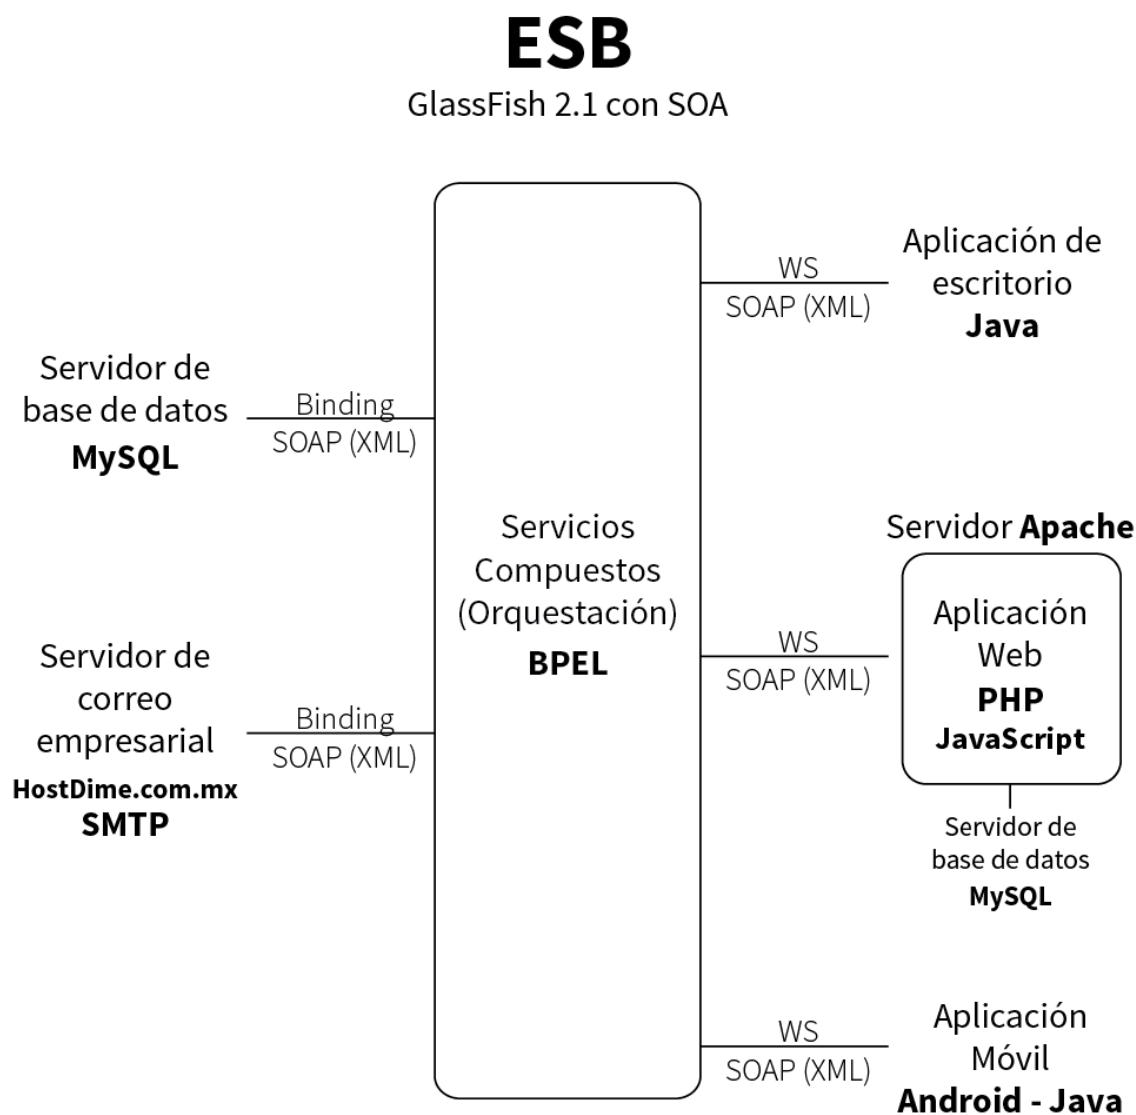 ESB
GlassFish 2.1 con SOA
Servidor de
base de datos
MySQL
Binding
SOAP (XML)
Servidor de
correo
empresarial
HostDime.com.mx
SMTP
Binding
SOAP (XML)
Servicios
Compuestos
(Orquestación)
BPEL
WS
SOAP (XML)
Aplicación de
escritorio
Java
WS
SOAP (XML)
Servidor Apache
Aplicación
Web
PHP
JavaScript
Servidor de
base de datos
MySQL
WS
SOAP (XML)
Aplicación
Móvil
Android - Java